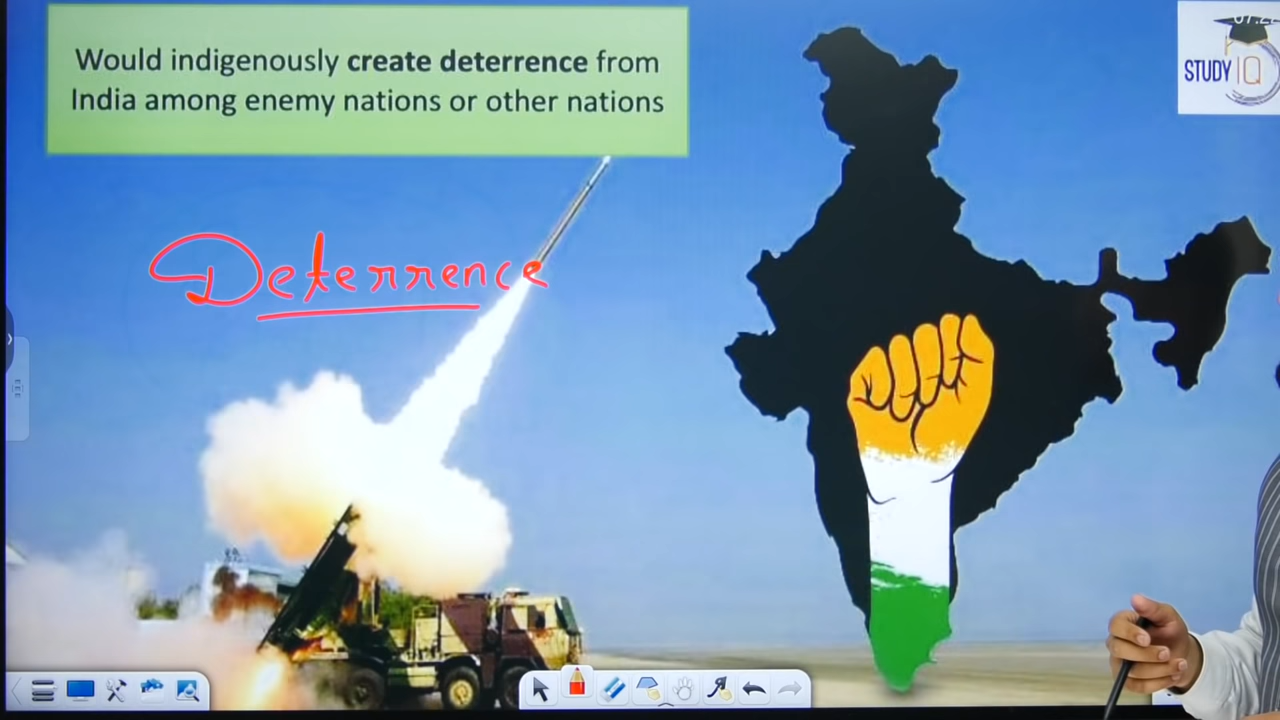 Would indigenously create deterrence from
India among enemy nations or other nations
STUDY IQ
Deterrence